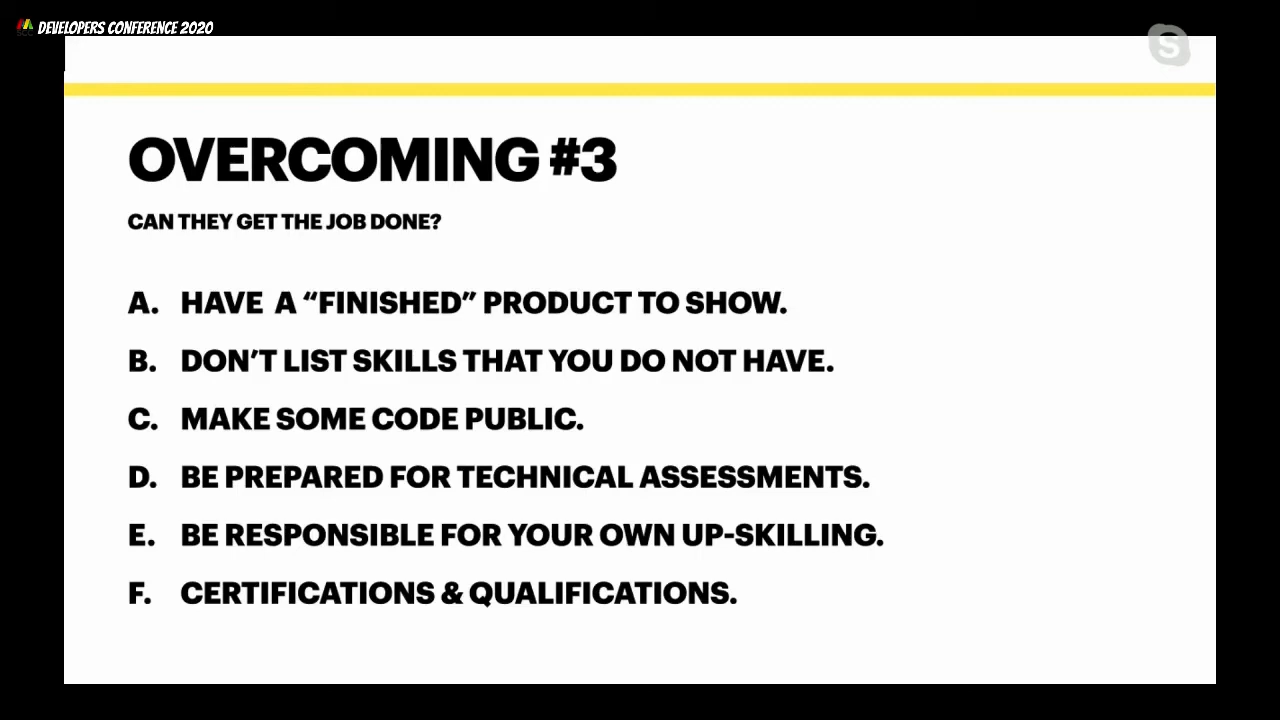 DEVELOPERS CONFERENCE 2020
S
OVERCOMING #3
CAN THEY GET THE JOB DONE?
A. HAVE A “FINISHED” PRODUCT TO SHOW.
B. DON’T LIST SKILLS THAT YOU DO NOT HAVE.
C. MAKE SOME CODE PUBLIC.
D. BE PREPARED FOR TECHNICAL ASSESSMENTS.
E. BE RESPONSIBLE FOR YOUR OWN UP-SKILLING.
F. CERTIFICATIONS & QUALIFICATIONS.